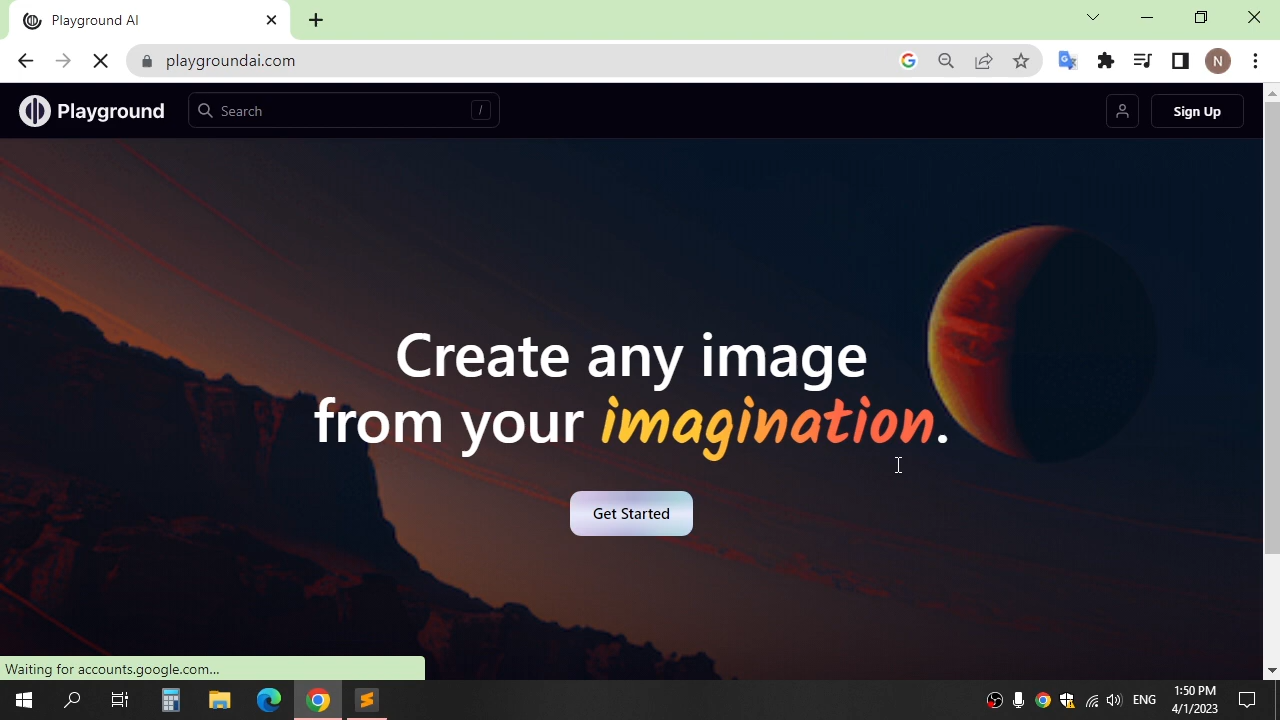 Playground AI
playgroundai.com
Playground
Search
/
Sign Up
Create any image
from your imagination.
Get Started
Waiting for accounts.google.com...
N
ENG
1:50 PM
4/1/2023